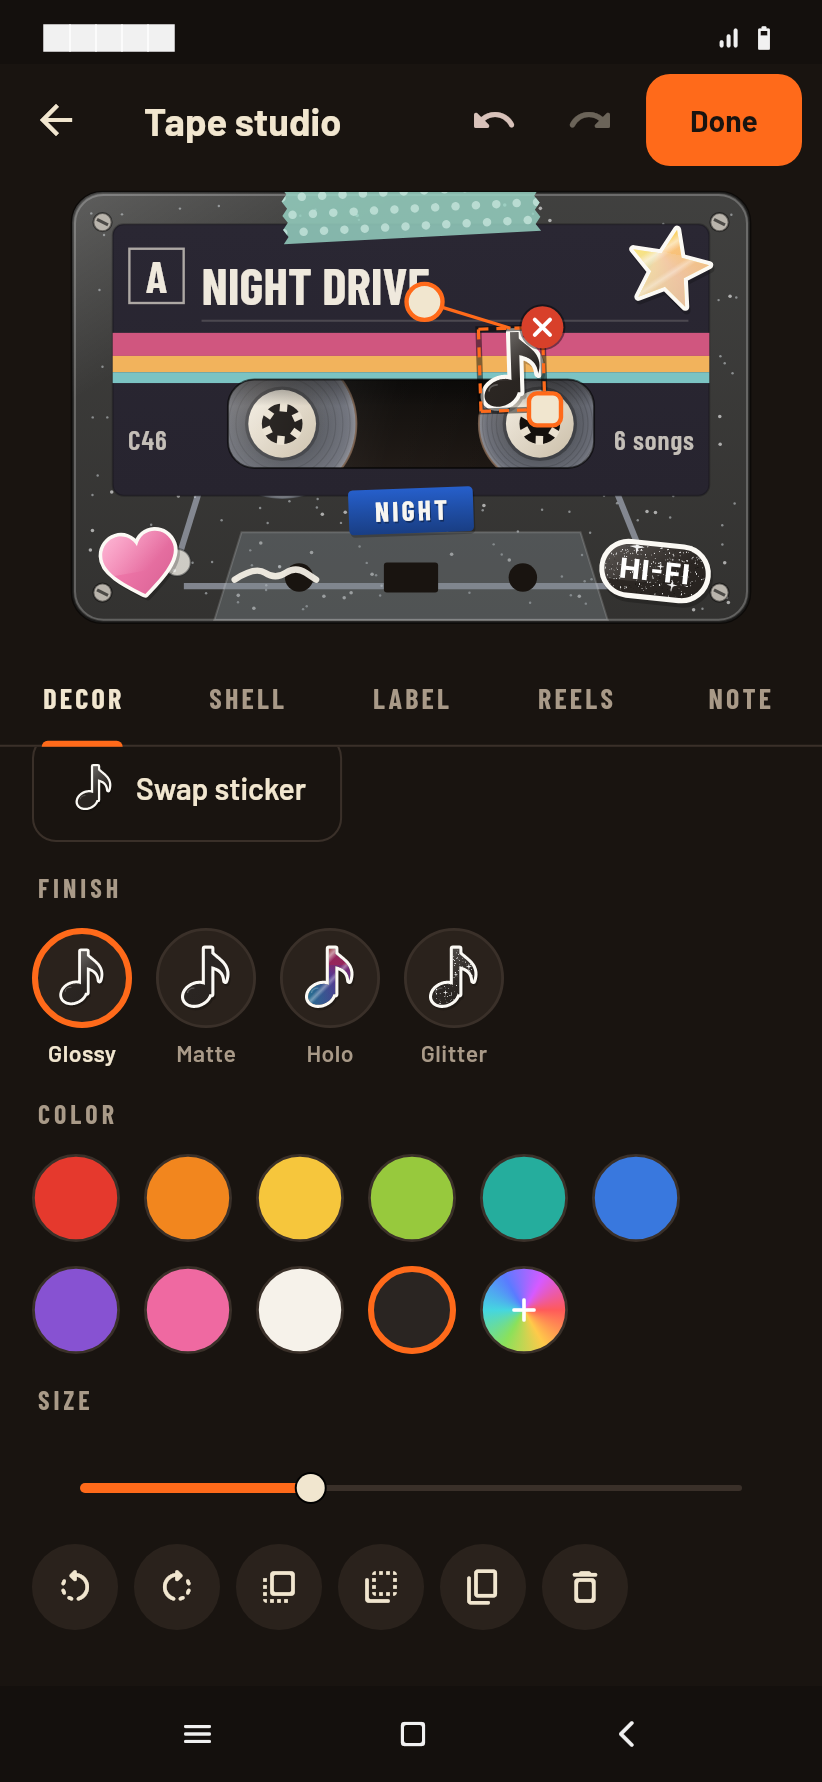 Tape studio
Done
A
NIGHT DRIVE
C46
6 songs
NIGHT
HI-FI
DECOR
SHELL
LABEL
REELS
NOTE
Swap sticker
FINISH
Glossy
Matte
Holo
Glitter
COLOR
SIZE